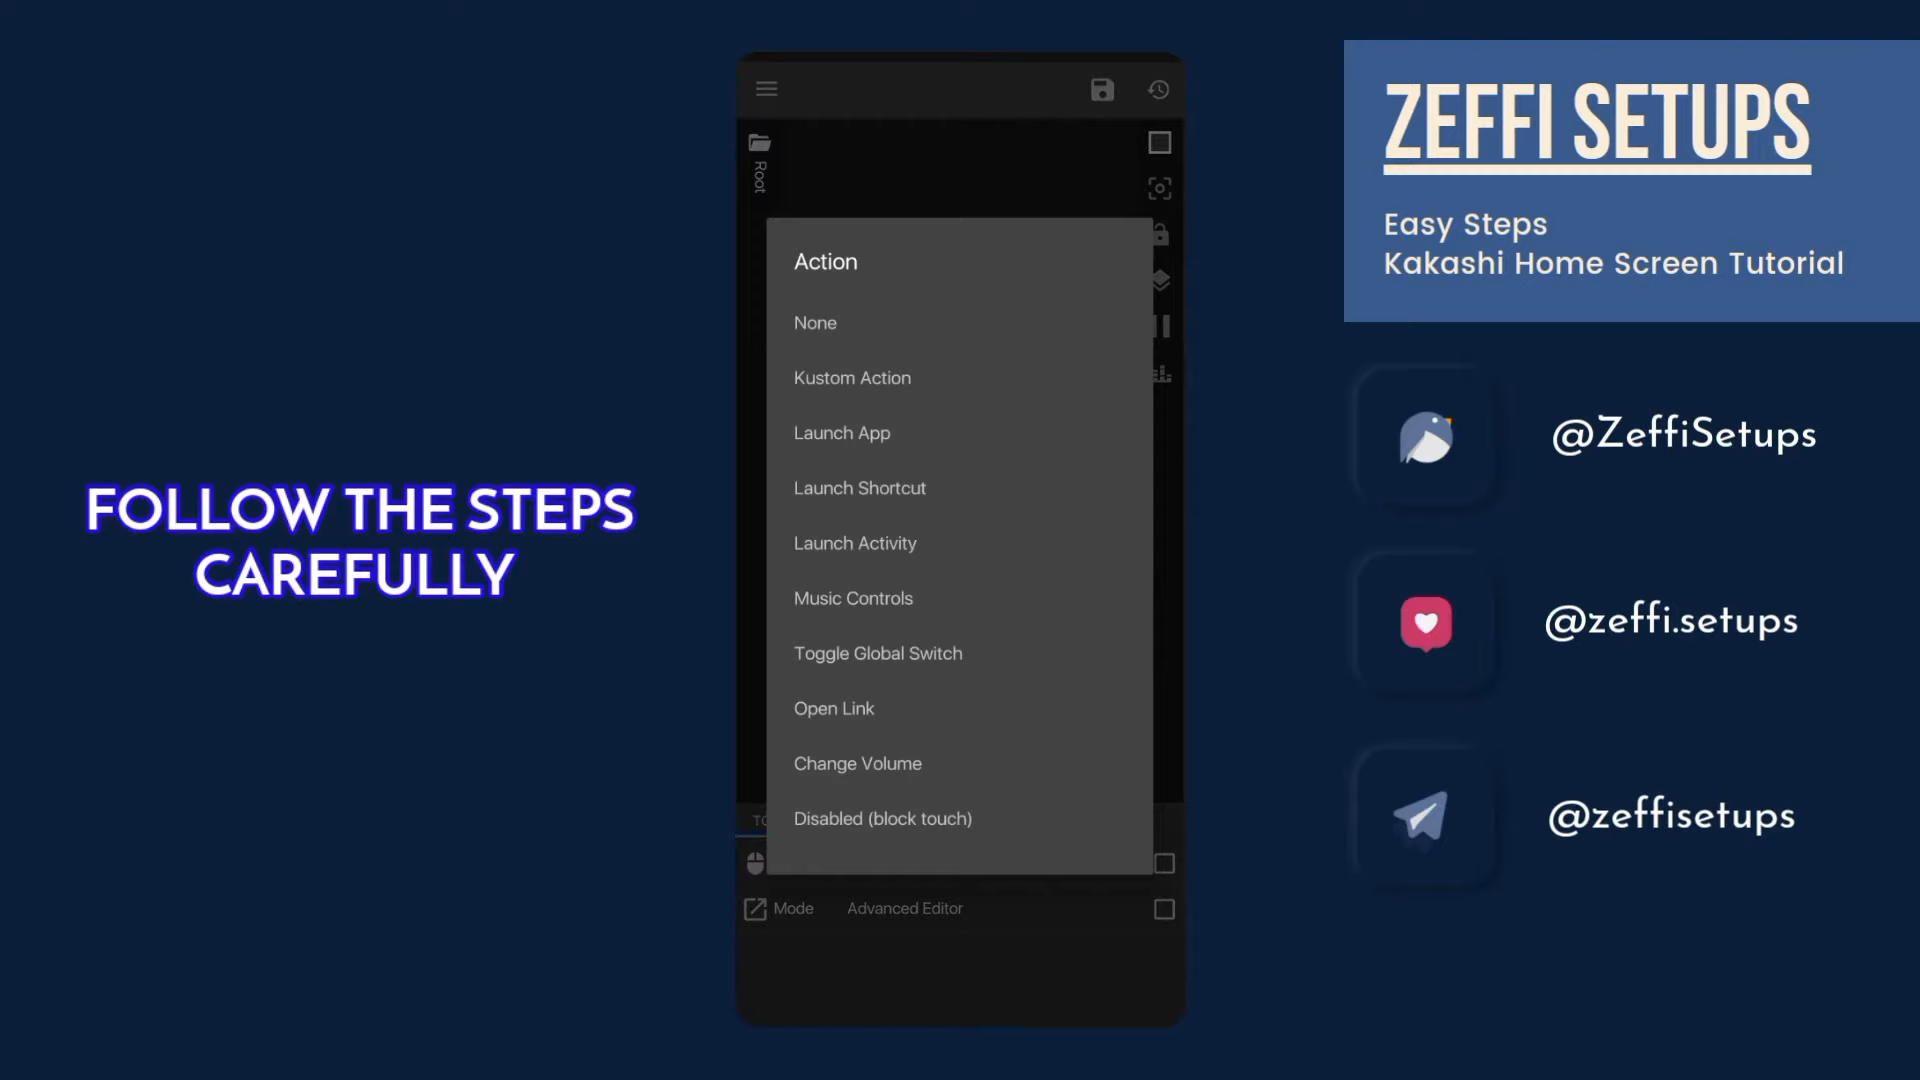 FOLLOW THE STEPS
CAREFULLY
Root
Action
None
Kustom Action
Launch App
Launch Shortcut
Launch Activity
Music Controls
Toggle Global Switch
Open Link
Change Volume
Disabled (block touch)
Mode Advanced Editor
ZEFFI SETUPS
Easy Steps
Kakashi Home Screen Tutorial
@ZeffiSetups
@zeffi.setups
@zeffisetups